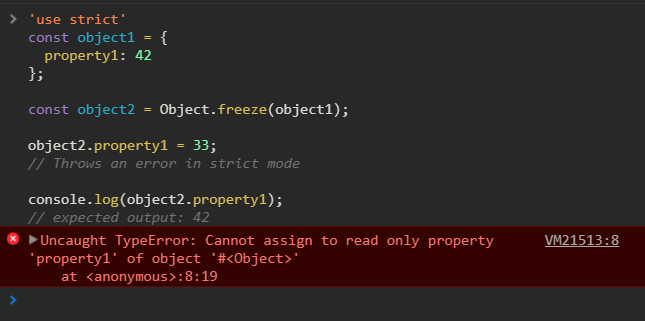 'use strict'
const object1 = {
  property1: 42
};

const object2 = Object.freeze(object1);

object2.property1 = 33;
// Throws an error in strict mode

console.log(object2.property1);
// expected output: 42
Uncaught TypeError: Cannot assign to read only property VM21513:8
'property1' of object '#<Object>'
    at <anonymous>:8:19